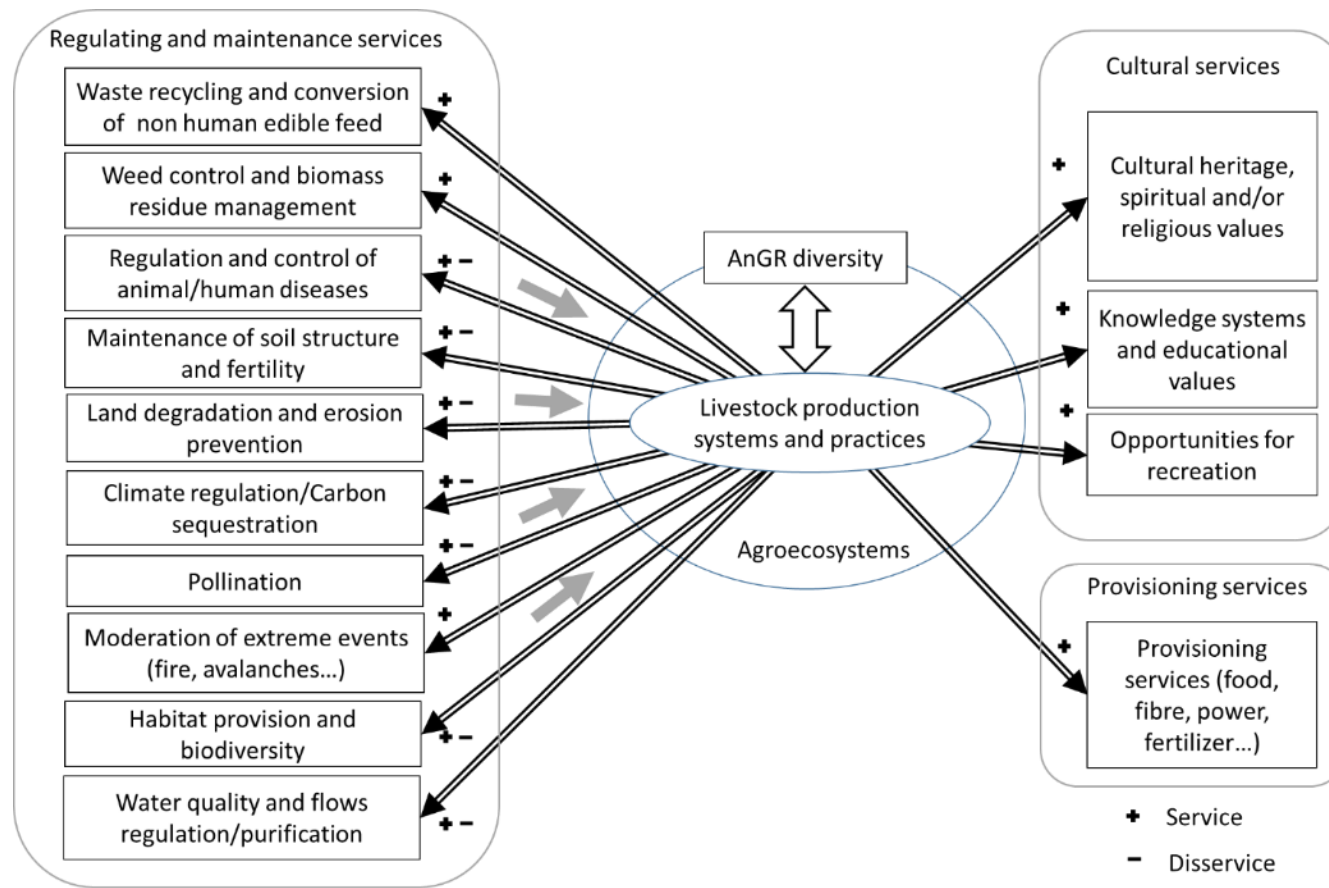 Regulating and maintenance services
Waste recycling and conversion
of non human edible feed
+
Weed control and biomass
residue management
+
Regulation and control of
animal/human diseases
+ -
Maintenance of soil structure
and fertility
+ -
Land degradation and erosion
prevention
+ -
Climate regulation/Carbon
sequestration
+ -
Pollination
+ -
Moderation of extreme events
(fire, avalanches...)
+
Habitat provision and
biodiversity
+ -
Water quality and flows
regulation/purification
+ -
AnGR diversity
Livestock production
systems and practices
Agroecosystems
Cultural services
+
Cultural heritage,
spiritual and/or
religious values
+
Knowledge systems
and educational
values
+
Opportunities for
recreation
Provisioning services
+
Provisioning
services (food,
fibre, power,
fertilizer...)
+ Service
- Disservice